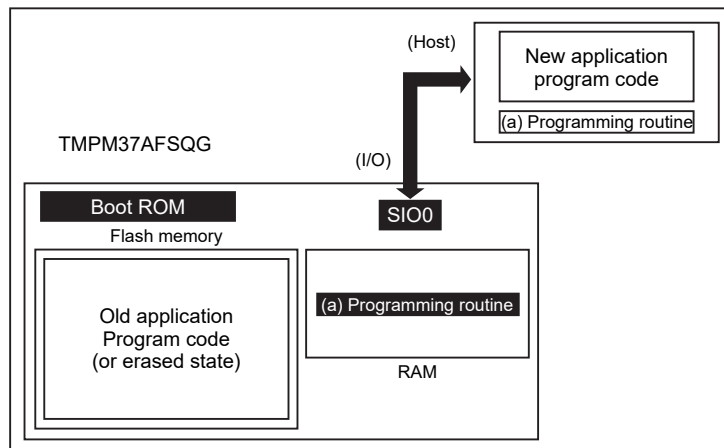 (Host)
New application
program code
(a) Programming routine
TMPM37AFSQG
(I/O)
Boot ROM
SIO0
Flash memory
Old application
Program code
(or erased state)
(a) Programming routine
RAM